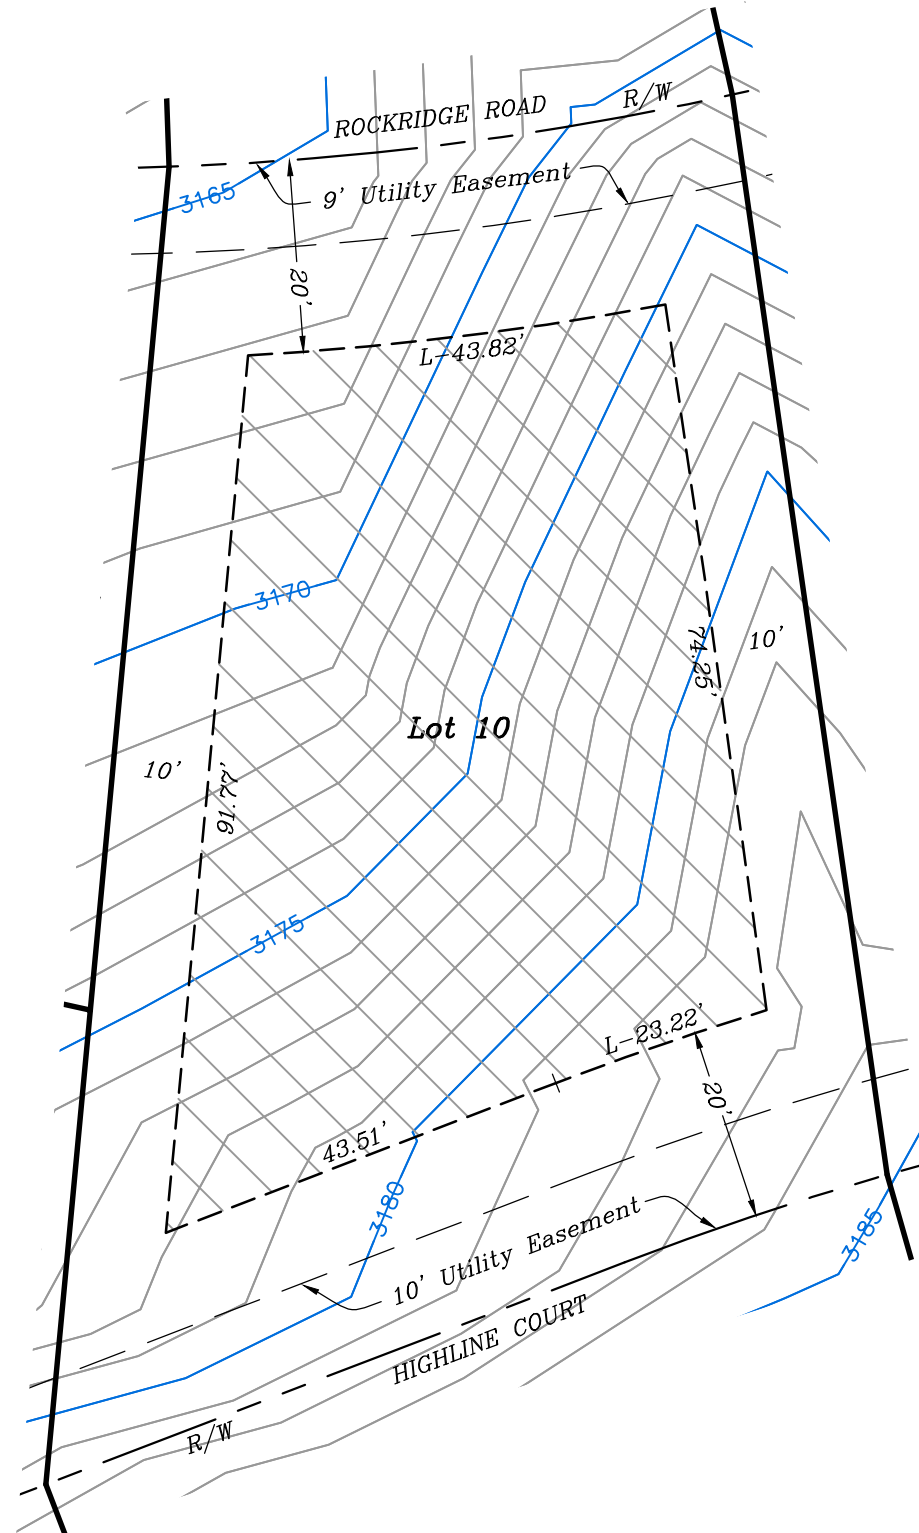 ROCKRIDGE ROAD
R/W
3165
9' Utility Easement
20'
L-43.82'
3170
74.25'
10'
Lot 10
10'
91.77'
3175
L-23.22'
20'
43.51'
3180
10' Utility Easement
3185
HIGHLINE COURT
R/W